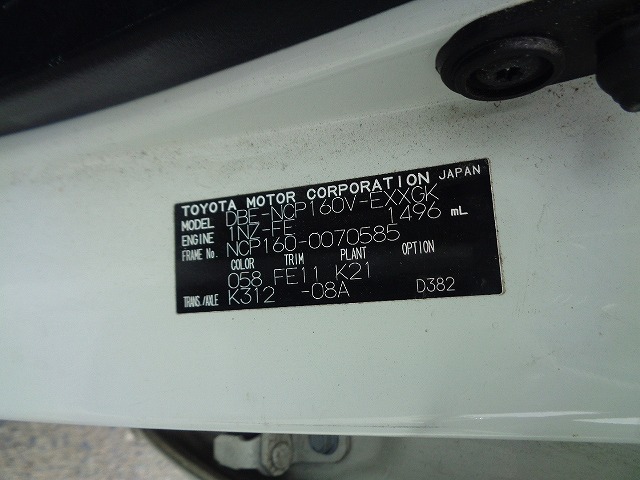 TOYOTA MOTOR CORPORATION JAPAN
MODEL DBE-NCP160V-EXXGK
ENGINE 1NZ-FE 1496 mL
FRAME No. NCP160-0070585
COLOR TRIM PLANT OPTION
058 FE11 K21
TRANS./AXLE K312 -08A D382